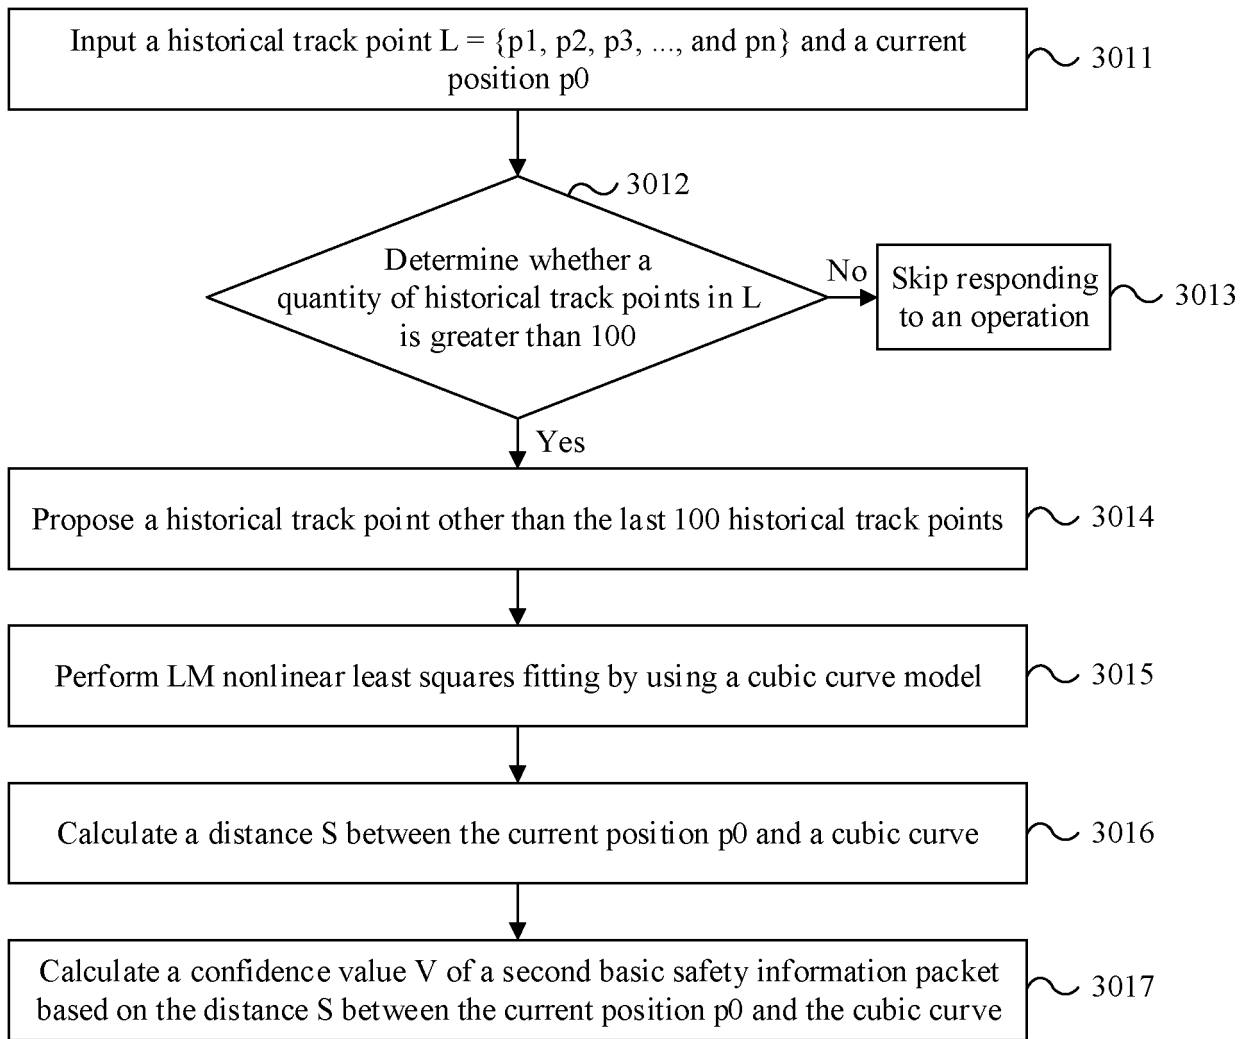 Input a historical track point L = {p1, p2, p3, ..., and pn} and a current
position p0
3011
3012
Determine whether a
quantity of historical track points in L
is greater than 100
No
Skip responding
to an operation
3013
Yes
Propose a historical track point other than the last 100 historical track points
3014
Perform LM nonlinear least squares fitting by using a cubic curve model
3015
Calculate a distance S between the current position p0 and a cubic curve
3016
Calculate a confidence value V of a second basic safety information packet
based on the distance S between the current position p0 and the cubic curve
3017